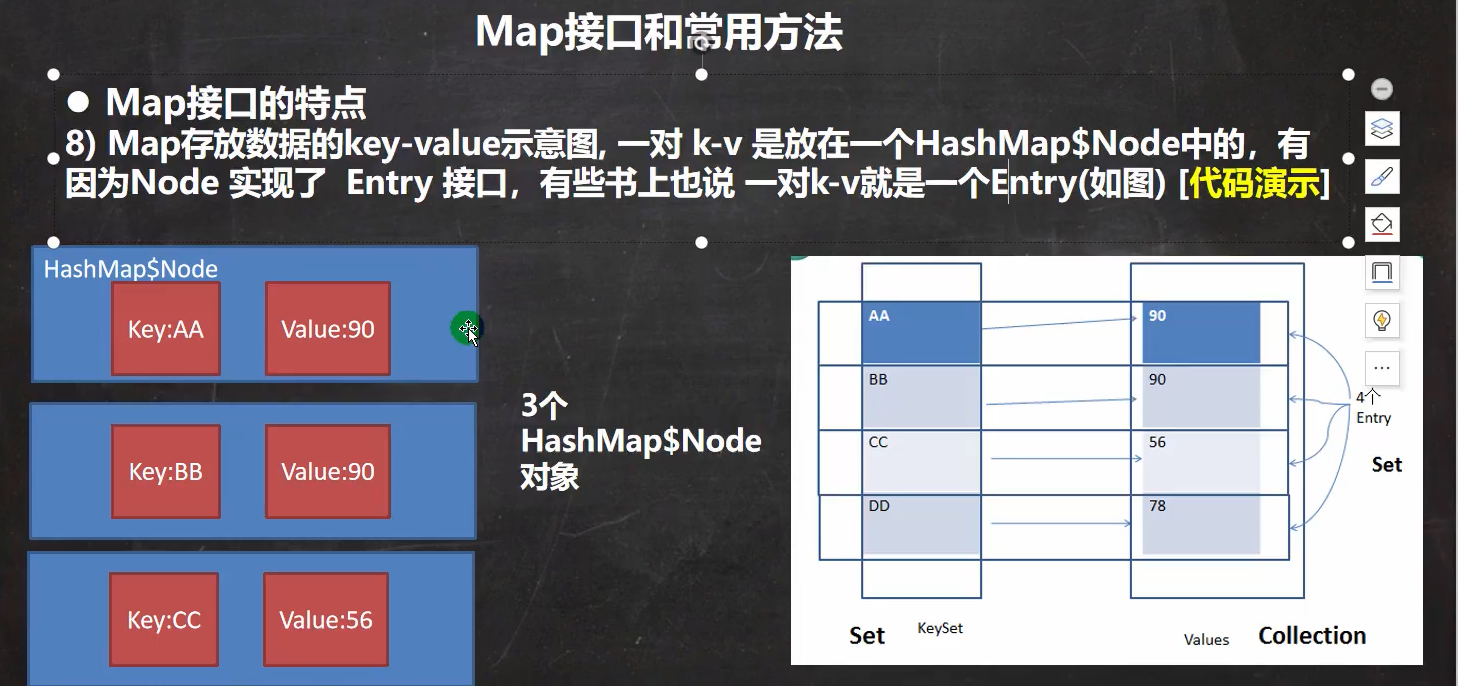 Map接口和常用方法
● Map接口的特点
8) Map存放数据的key-value示意图, 一对 k-v 是放在一个HashMap$Node中的，有
因为Node 实现了 Entry 接口，有些书上也说 一对k-v就是一个Entry(如图) [代码演示]
HashMap$Node
Key:AA
Value:90
Key:BB
Value:90
Key:CC
Value:56
3个
HashMap$Node
对象
AA
90
BB
90
CC
56
DD
78
4个
Entry
Set
Set
KeySet
Values
Collection